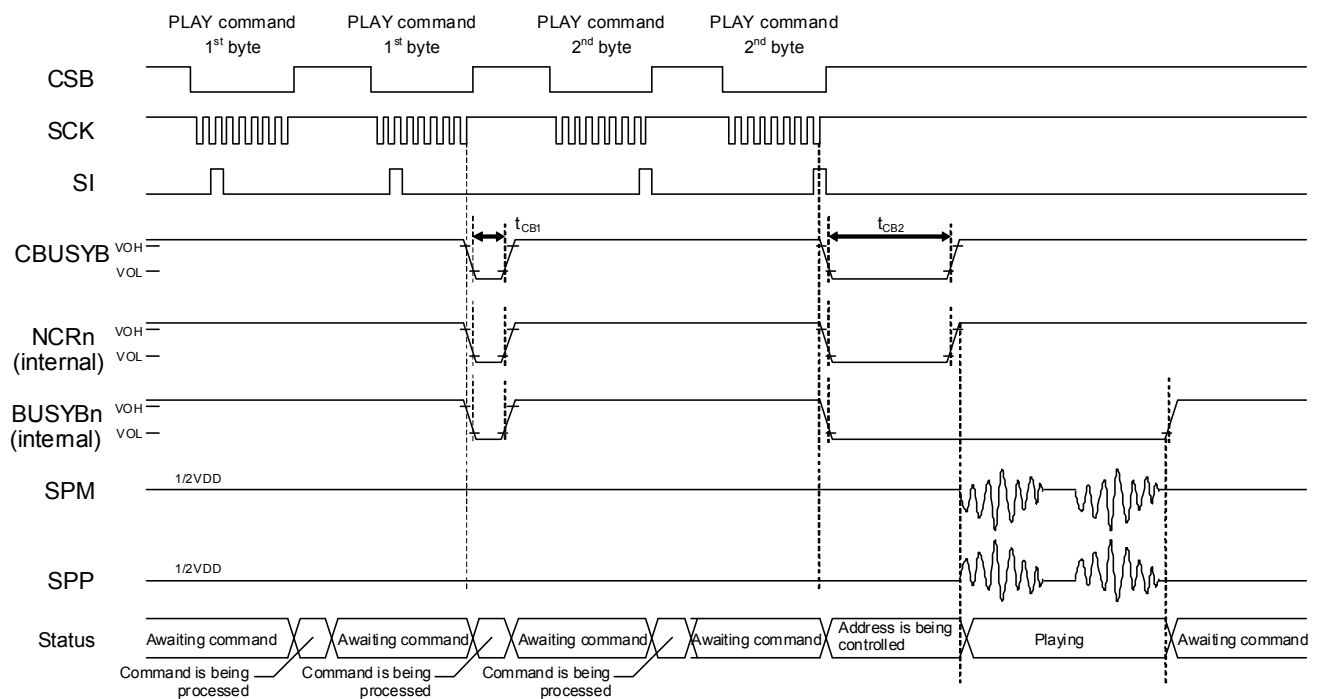 PLAY command
1st byte
PLAY command
1st byte
PLAY command
2nd byte
PLAY command
2nd byte
CSB
SCK
SI
tCB1
tCB2
CBUSYB
VOH
VOL
NCRn
(internal)
VOH
VOL
BUSYBn
(internal)
VOH
VOL
SPM
1/2VDD
SPP
1/2VDD
Status
Awaiting command
Awaiting command
Awaiting command
Awaiting command
Address is being
controlled
Playing
Awaiting command
Command is being
processed
Command is being
processed
Command is being
processed